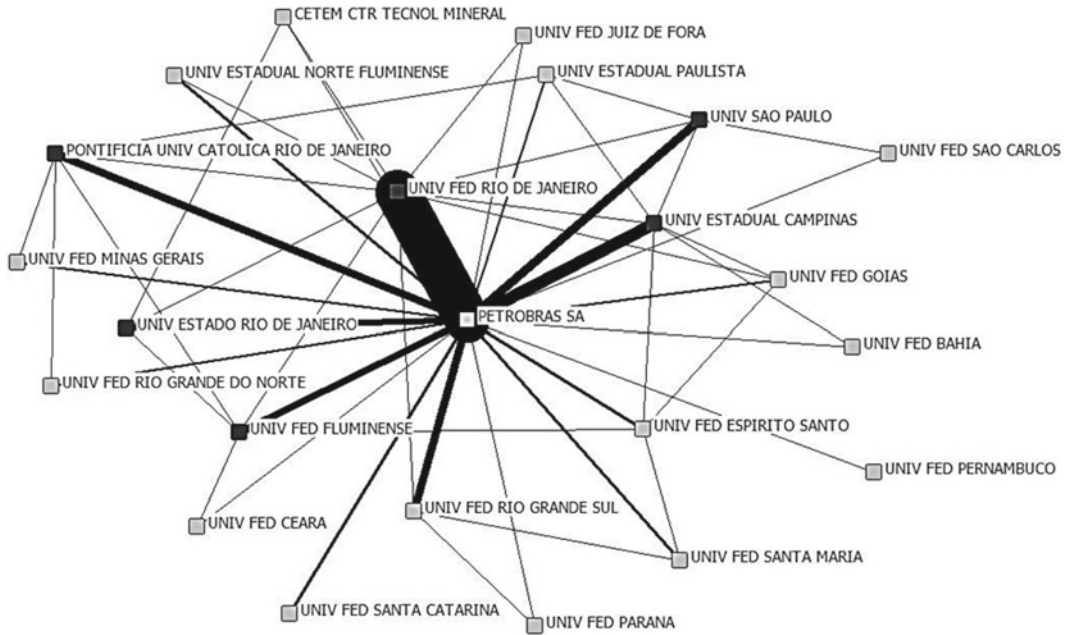 CETEM CTR TECNOL MINERAL
UNIV FED JUIZ DE FORA
UNIV ESTADUAL NORTE FLUMINENSE
UNIV ESTADUAL PAULISTA
UNIV SAO PAULO
PONTIFICIA UNIV CATOLICA RIO DE JANEIRO
UNIV FED SAO CARLOS
UNIV FED RIO DE JANEIRO
UNIV ESTADUAL CAMPINAS
UNIV FED MINAS GERAIS
UNIV FED GOIAS
PETROBRAS SA
UNIV ESTADO RIO DE JANEIRO
UNIV FED BAHIA
UNIV FED RIO GRANDE DO NORTE
UNIV FED FLUMINENSE
UNIV FED ESPIRITO SANTO
UNIV FED PERNAMBUCO
UNIV FED RIO GRANDE SUL
UNIV FED CEARA
UNIV FED SANTA MARIA
UNIV FED SANTA CATARINA
UNIV FED PARANA